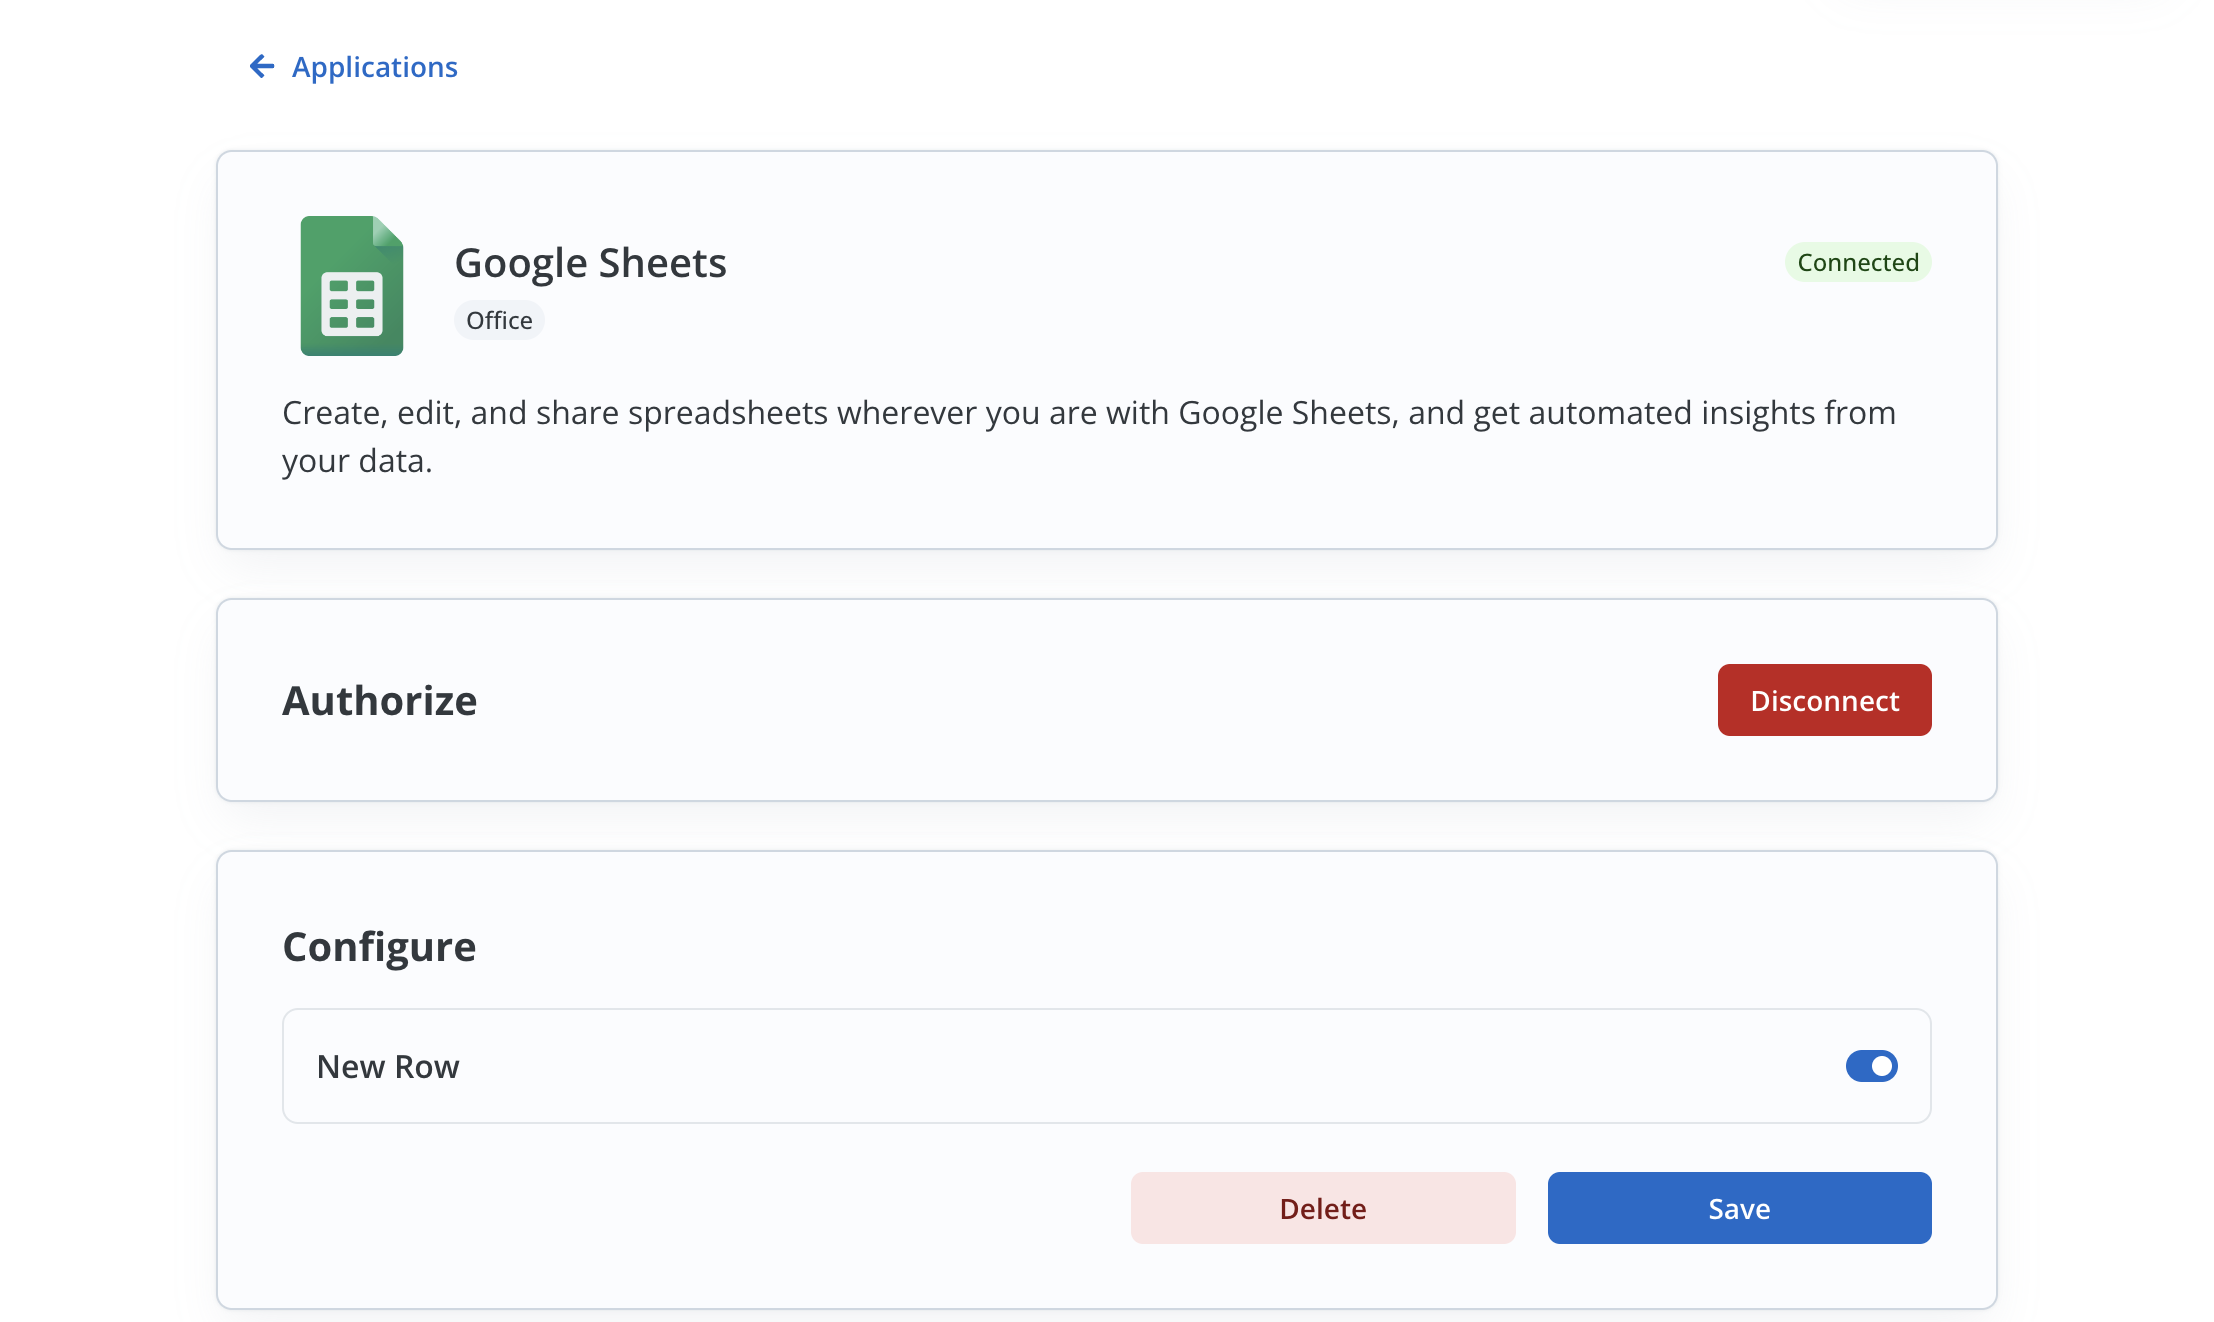 Applications
Google Sheets
Connected
Office
Create, edit, and share spreadsheets wherever you are with Google Sheets, and get automated insights from
your data.
Authorize
Disconnect
Configure
New Row
Delete
Save